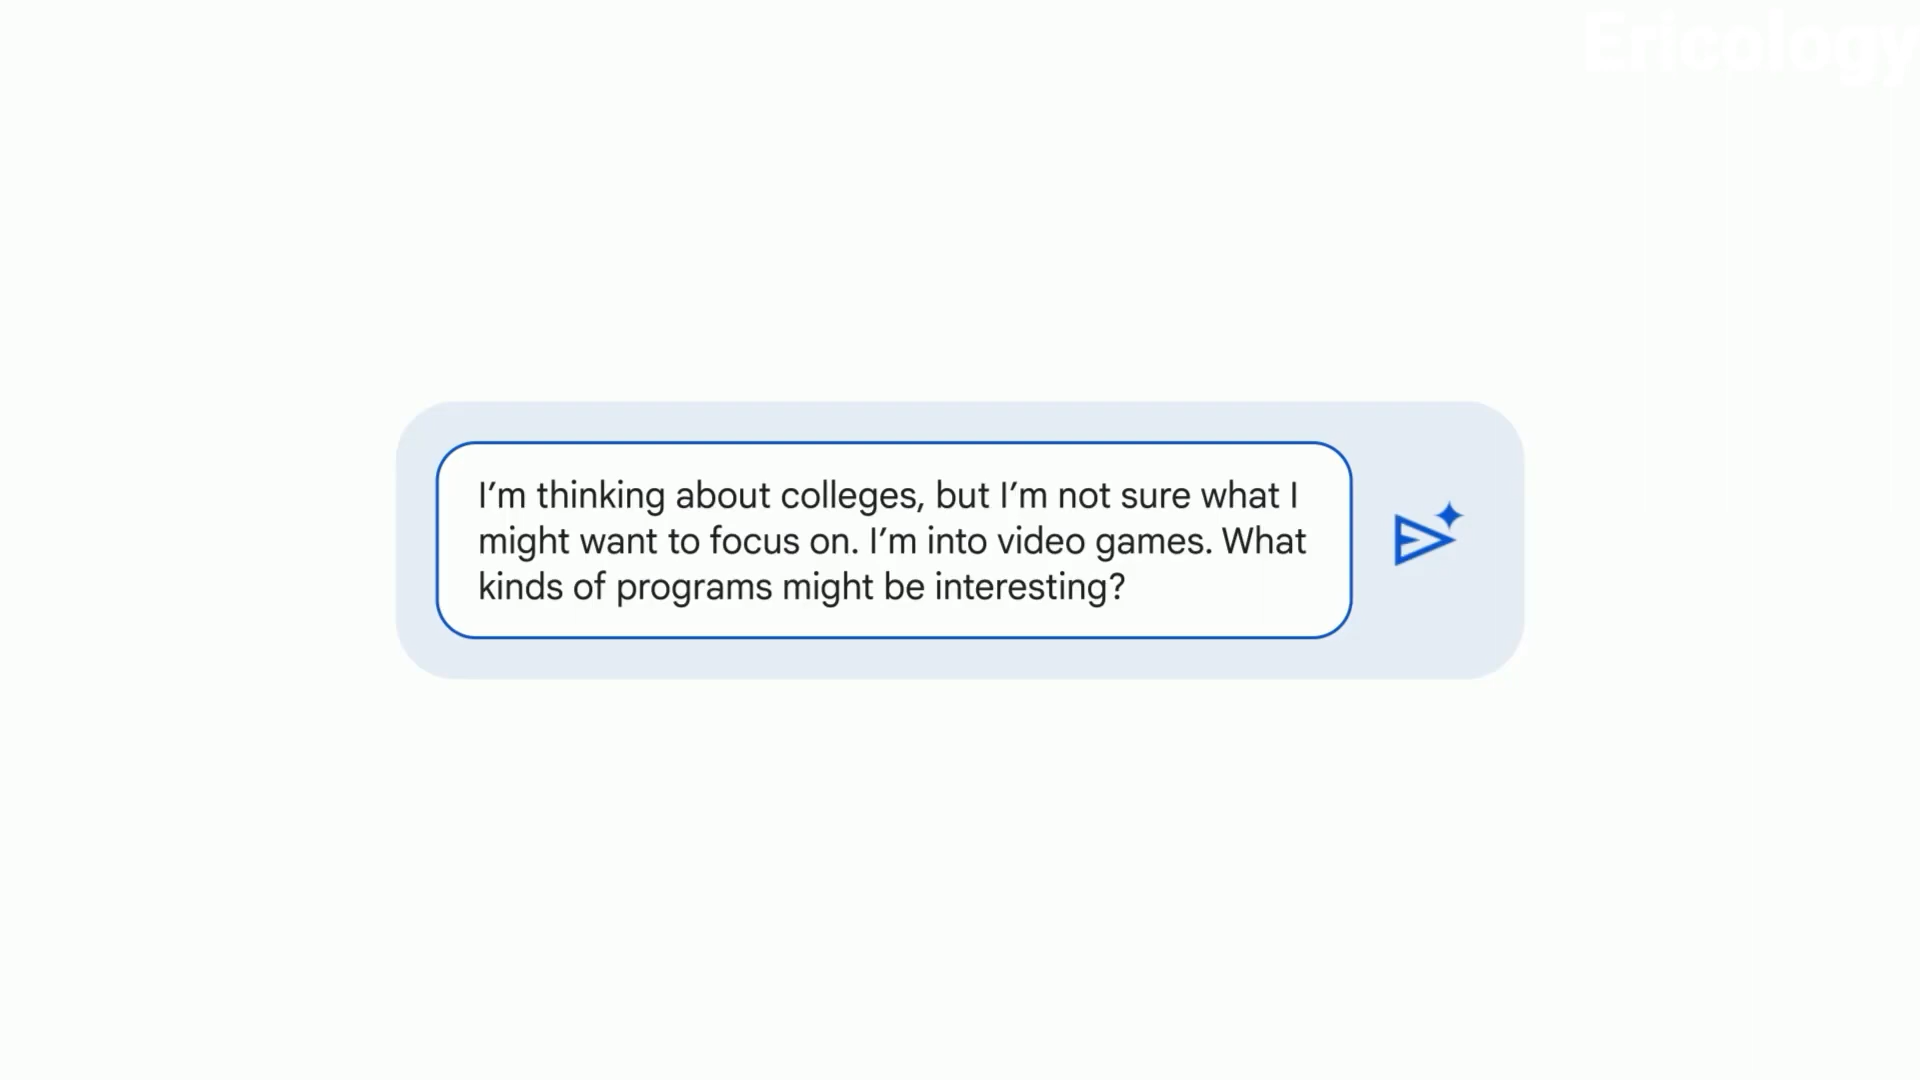 Ericology
I’m thinking about colleges, but I’m not sure what I
might want to focus on. I’m into video games. What
kinds of programs might be interesting?